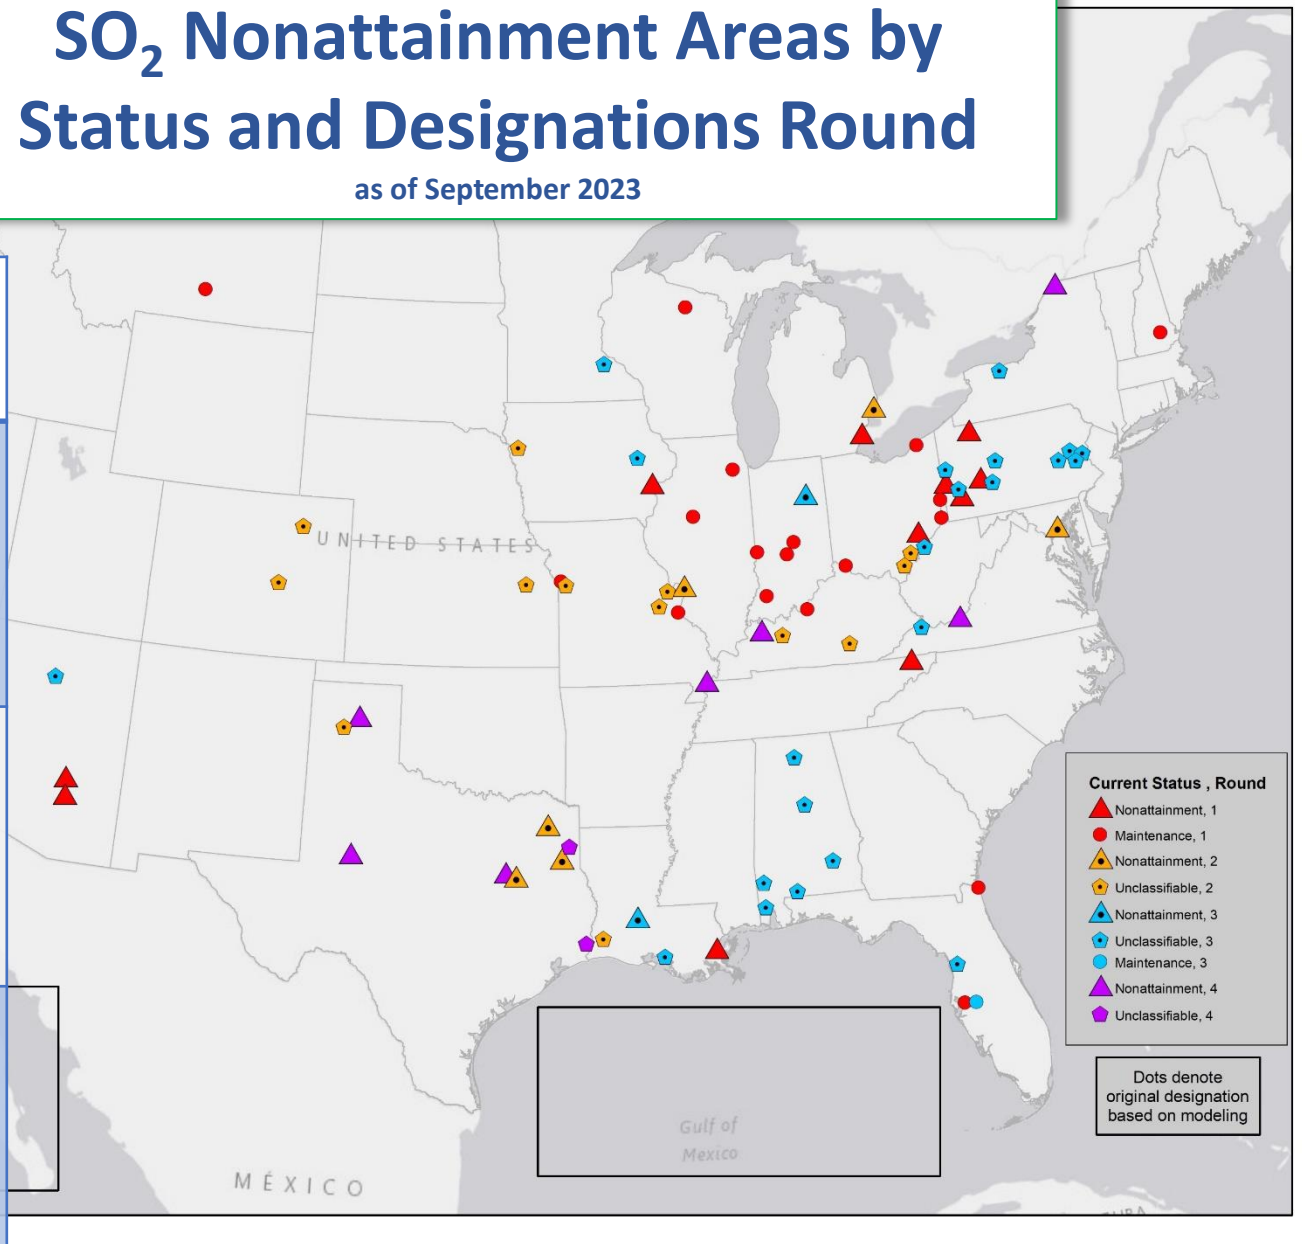 SO₂ Nonattainment Areas by
Status and Designations Round
as of September 2023
UNITED STATES
Current Status , Round
Nonattainment, 1
Maintenance, 1
Nonattainment, 2
Unclassifiable, 2
Nonattainment, 3
Unclassifiable, 3
Maintenance, 3
Nonattainment, 4
Unclassifiable, 4
Dots denote
original designation
based on modeling
Gulf of
Mexico
MÉXICO